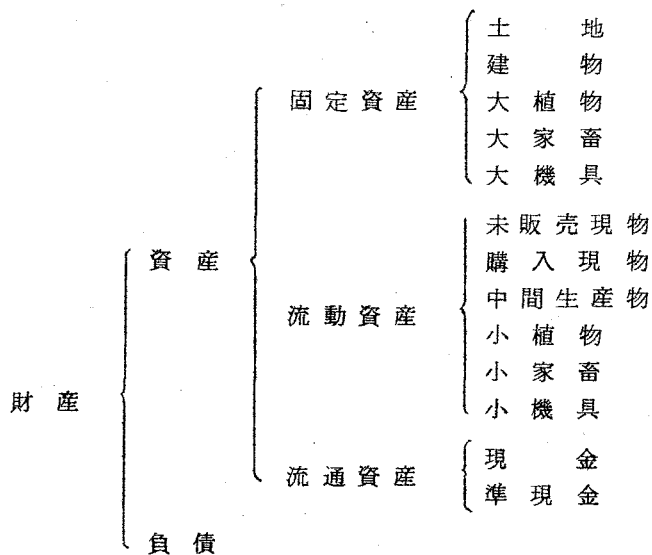 土地
建物
固定資産
大植物
大家畜
大機具
未販売現物
資産
購入現物
中間生産物
流動資産
小植物
小家畜
財産
小機具
現金
流通資産
準現金
負債